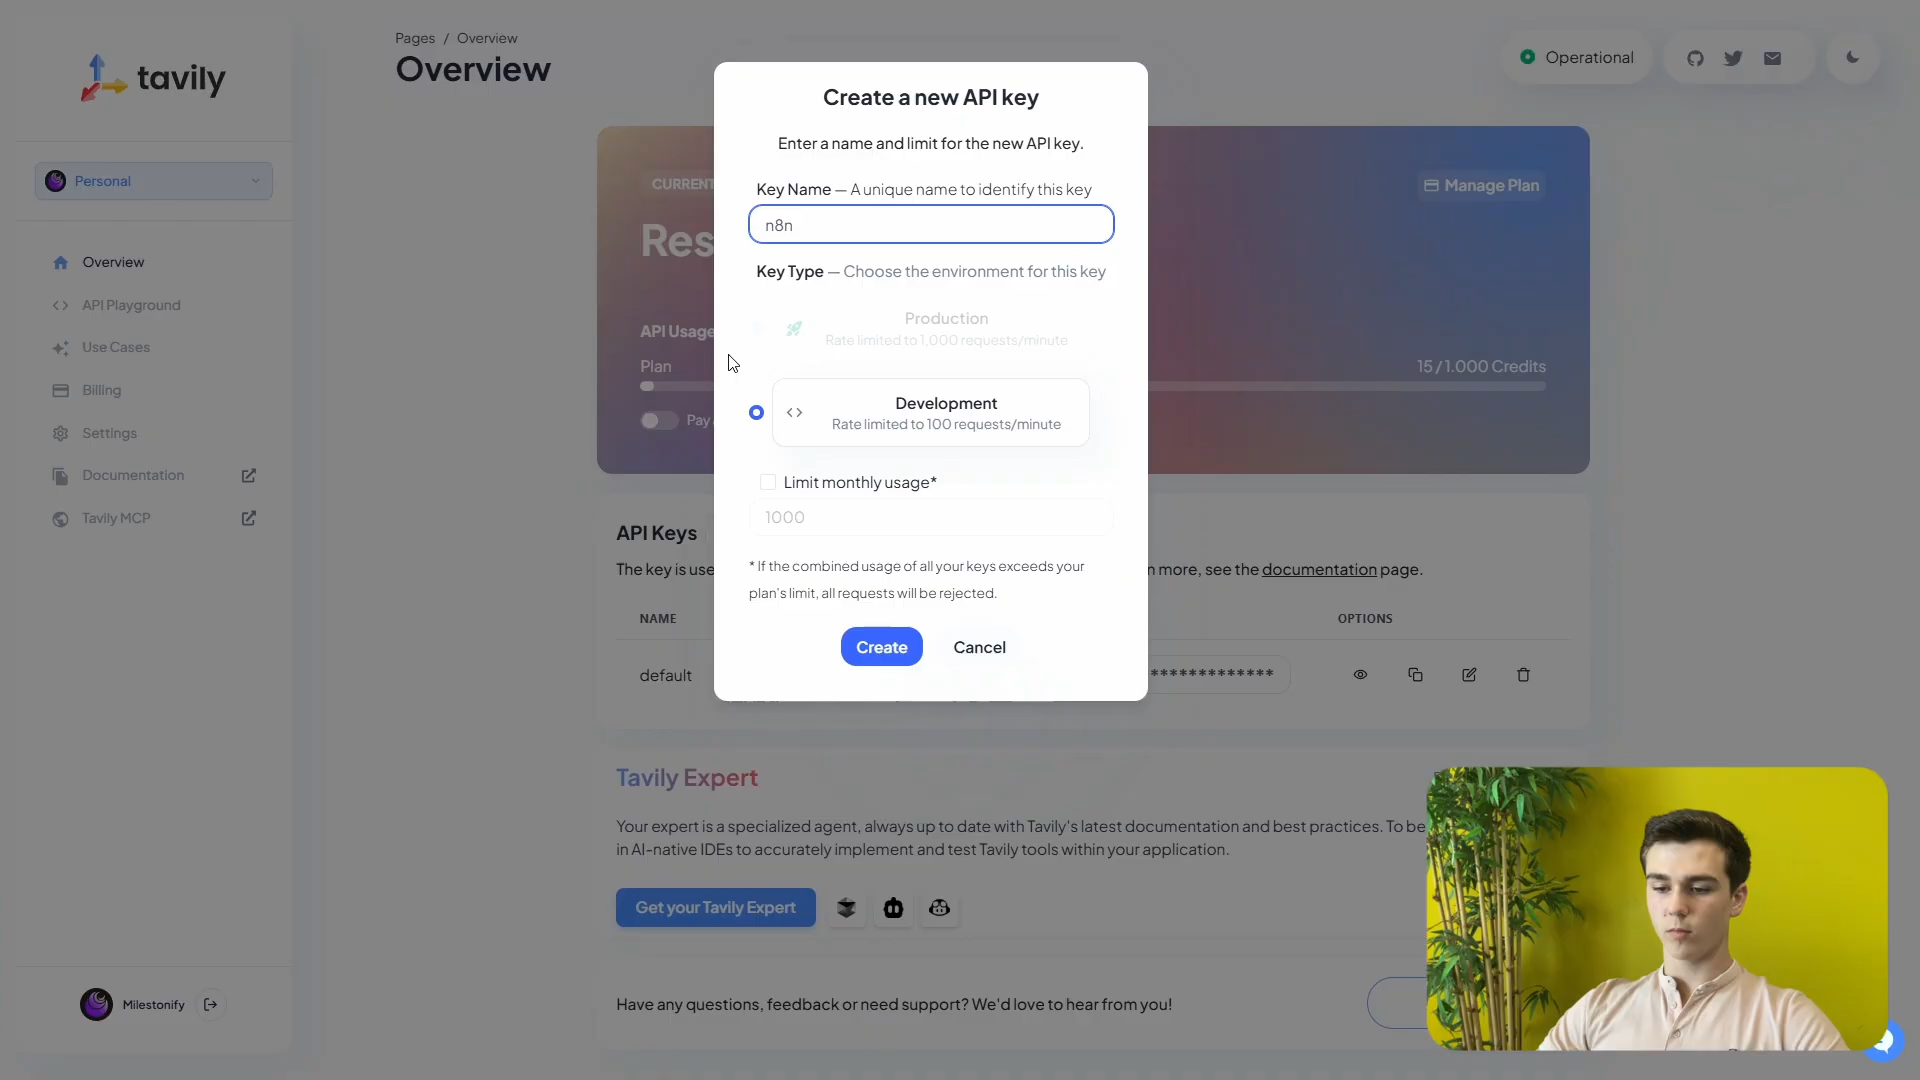 tavily
Personal
Overview
API Playground
Use Cases
Billing
Settings
Documentation
Tavily MCP
Milestonify
Pages / Overview
Overview
Operational
CURRENT
Manage Plan
Res
API Usage
Plan
15 / 1.000 Credits
Pay
API Keys
The key is use
n more, see the documentation page.
NAME
OPTIONS
default
*************
Create a new API key
Enter a name and limit for the new API key.
Key Name — A unique name to identify this key
n8n
Key Type — Choose the environment for this key
Production
Rate limited to 1,000 requests/minute
Development
Rate limited to 100 requests/minute
Limit monthly usage*
1000
* If the combined usage of all your keys exceeds your
plan's limit, all requests will be rejected.
Create
Cancel
Tavily Expert
Your expert is a specialized agent, always up to date with Tavily's latest documentation and best practices. To be
in AI-native IDEs to accurately implement and test Tavily tools within your application.
Get your Tavily Expert
Have any questions, feedback or need support? We'd love to hear from you!